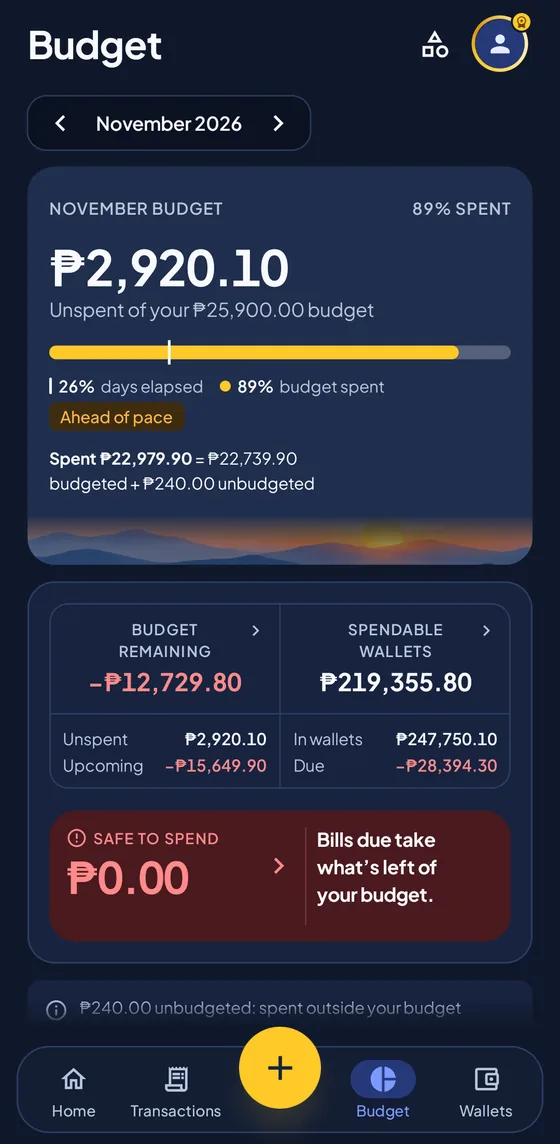 Budget
November 2026
NOVEMBER BUDGET 89% SPENT
₱2,920.10
Unspent of your ₱25,900.00 budget
26% days elapsed 89% budget spent
Ahead of pace
Spent ₱22,979.90 = ₱22,739.90
budgeted + ₱240.00 unbudgeted
BUDGET
REMAINING
−₱12,729.80
SPENDABLE
WALLETS
₱219,355.80
Unspent ₱2,920.10
Upcoming −₱15,649.90
In wallets ₱247,750.10
Due −₱28,394.30
SAFE TO SPEND
₱0.00
Bills due take
what’s left of
your budget.
₱240.00 unbudgeted: spent outside your budget
Home
Transactions
Budget
Wallets